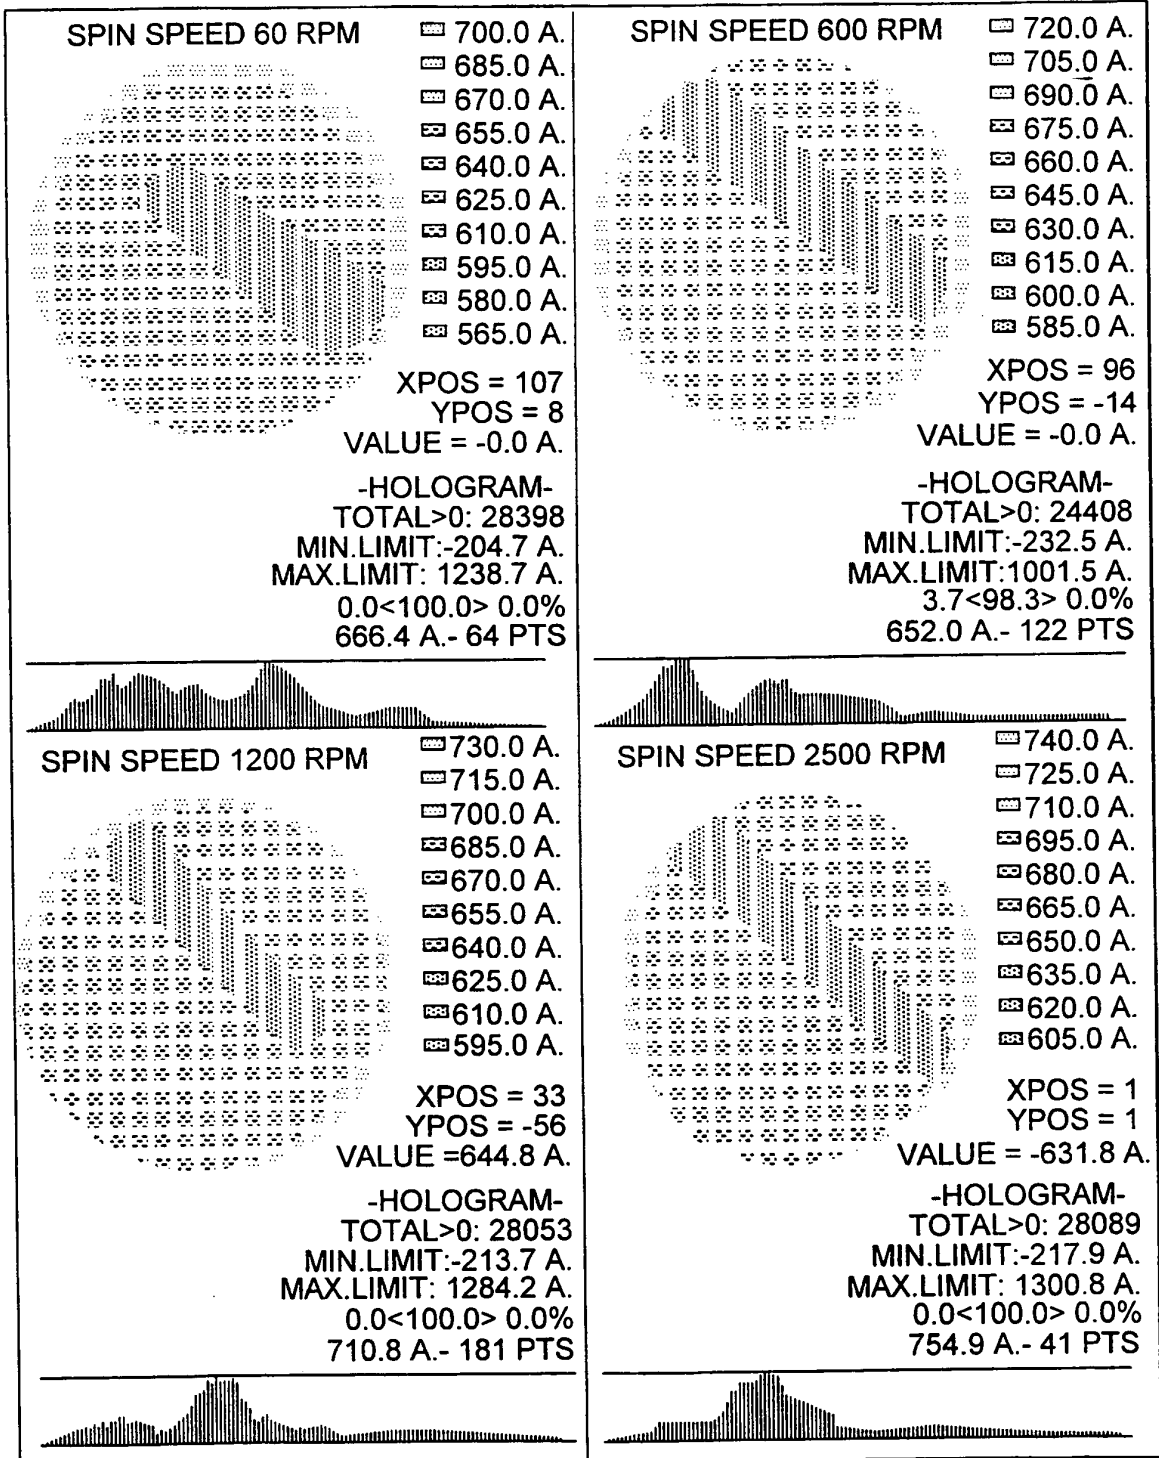 SPIN SPEED 60 RPM
700.0 A.
685.0 A.
670.0 A.
655.0 A.
640.0 A.
625.0 A.
610.0 A.
595.0 A.
580.0 A.
565.0 A.
XPOS = 107
YPOS = 8
VALUE = -0.0 A.
-HOLOGRAM-
TOTAL>0: 28398
MIN.LIMIT:-204.7 A.
MAX.LIMIT: 1238.7 A.
0.0<100.0> 0.0%
666.4 A.- 64 PTS
SPIN SPEED 600 RPM
720.0 A.
705.0 A.
690.0 A.
675.0 A.
660.0 A.
645.0 A.
630.0 A.
615.0 A.
600.0 A.
585.0 A.
XPOS = 96
YPOS = -14
VALUE = -0.0 A.
-HOLOGRAM-
TOTAL>0: 24408
MIN.LIMIT:-232.5 A.
MAX.LIMIT:1001.5 A.
3.7<98.3> 0.0%
652.0 A.- 122 PTS
SPIN SPEED 1200 RPM
730.0 A.
715.0 A.
700.0 A.
685.0 A.
670.0 A.
655.0 A.
640.0 A.
625.0 A.
610.0 A.
595.0 A.
XPOS = 33
YPOS = -56
VALUE =644.8 A.
-HOLOGRAM-
TOTAL>0: 28053
MIN.LIMIT:-213.7 A.
MAX.LIMIT: 1284.2 A.
0.0<100.0> 0.0%
710.8 A.- 181 PTS
SPIN SPEED 2500 RPM
740.0 A.
725.0 A.
710.0 A.
695.0 A.
680.0 A.
665.0 A.
650.0 A.
635.0 A.
620.0 A.
605.0 A.
XPOS = 1
YPOS = 1
VALUE = -631.8 A.
-HOLOGRAM-
TOTAL>0: 28089
MIN.LIMIT:-217.9 A.
MAX.LIMIT: 1300.8 A.
0.0<100.0> 0.0%
754.9 A.- 41 PTS